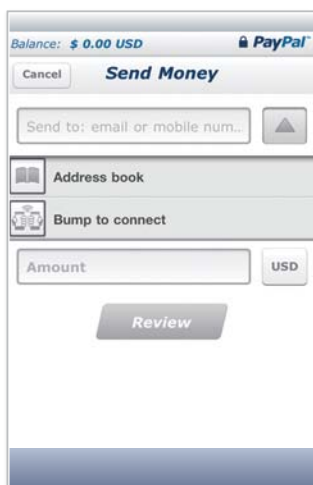 Balance: $ 0.00 USD PayPal™
Cancel Send Money
Send to: email or mobile num...
Address book
Bump to connect
Amount USD
Review